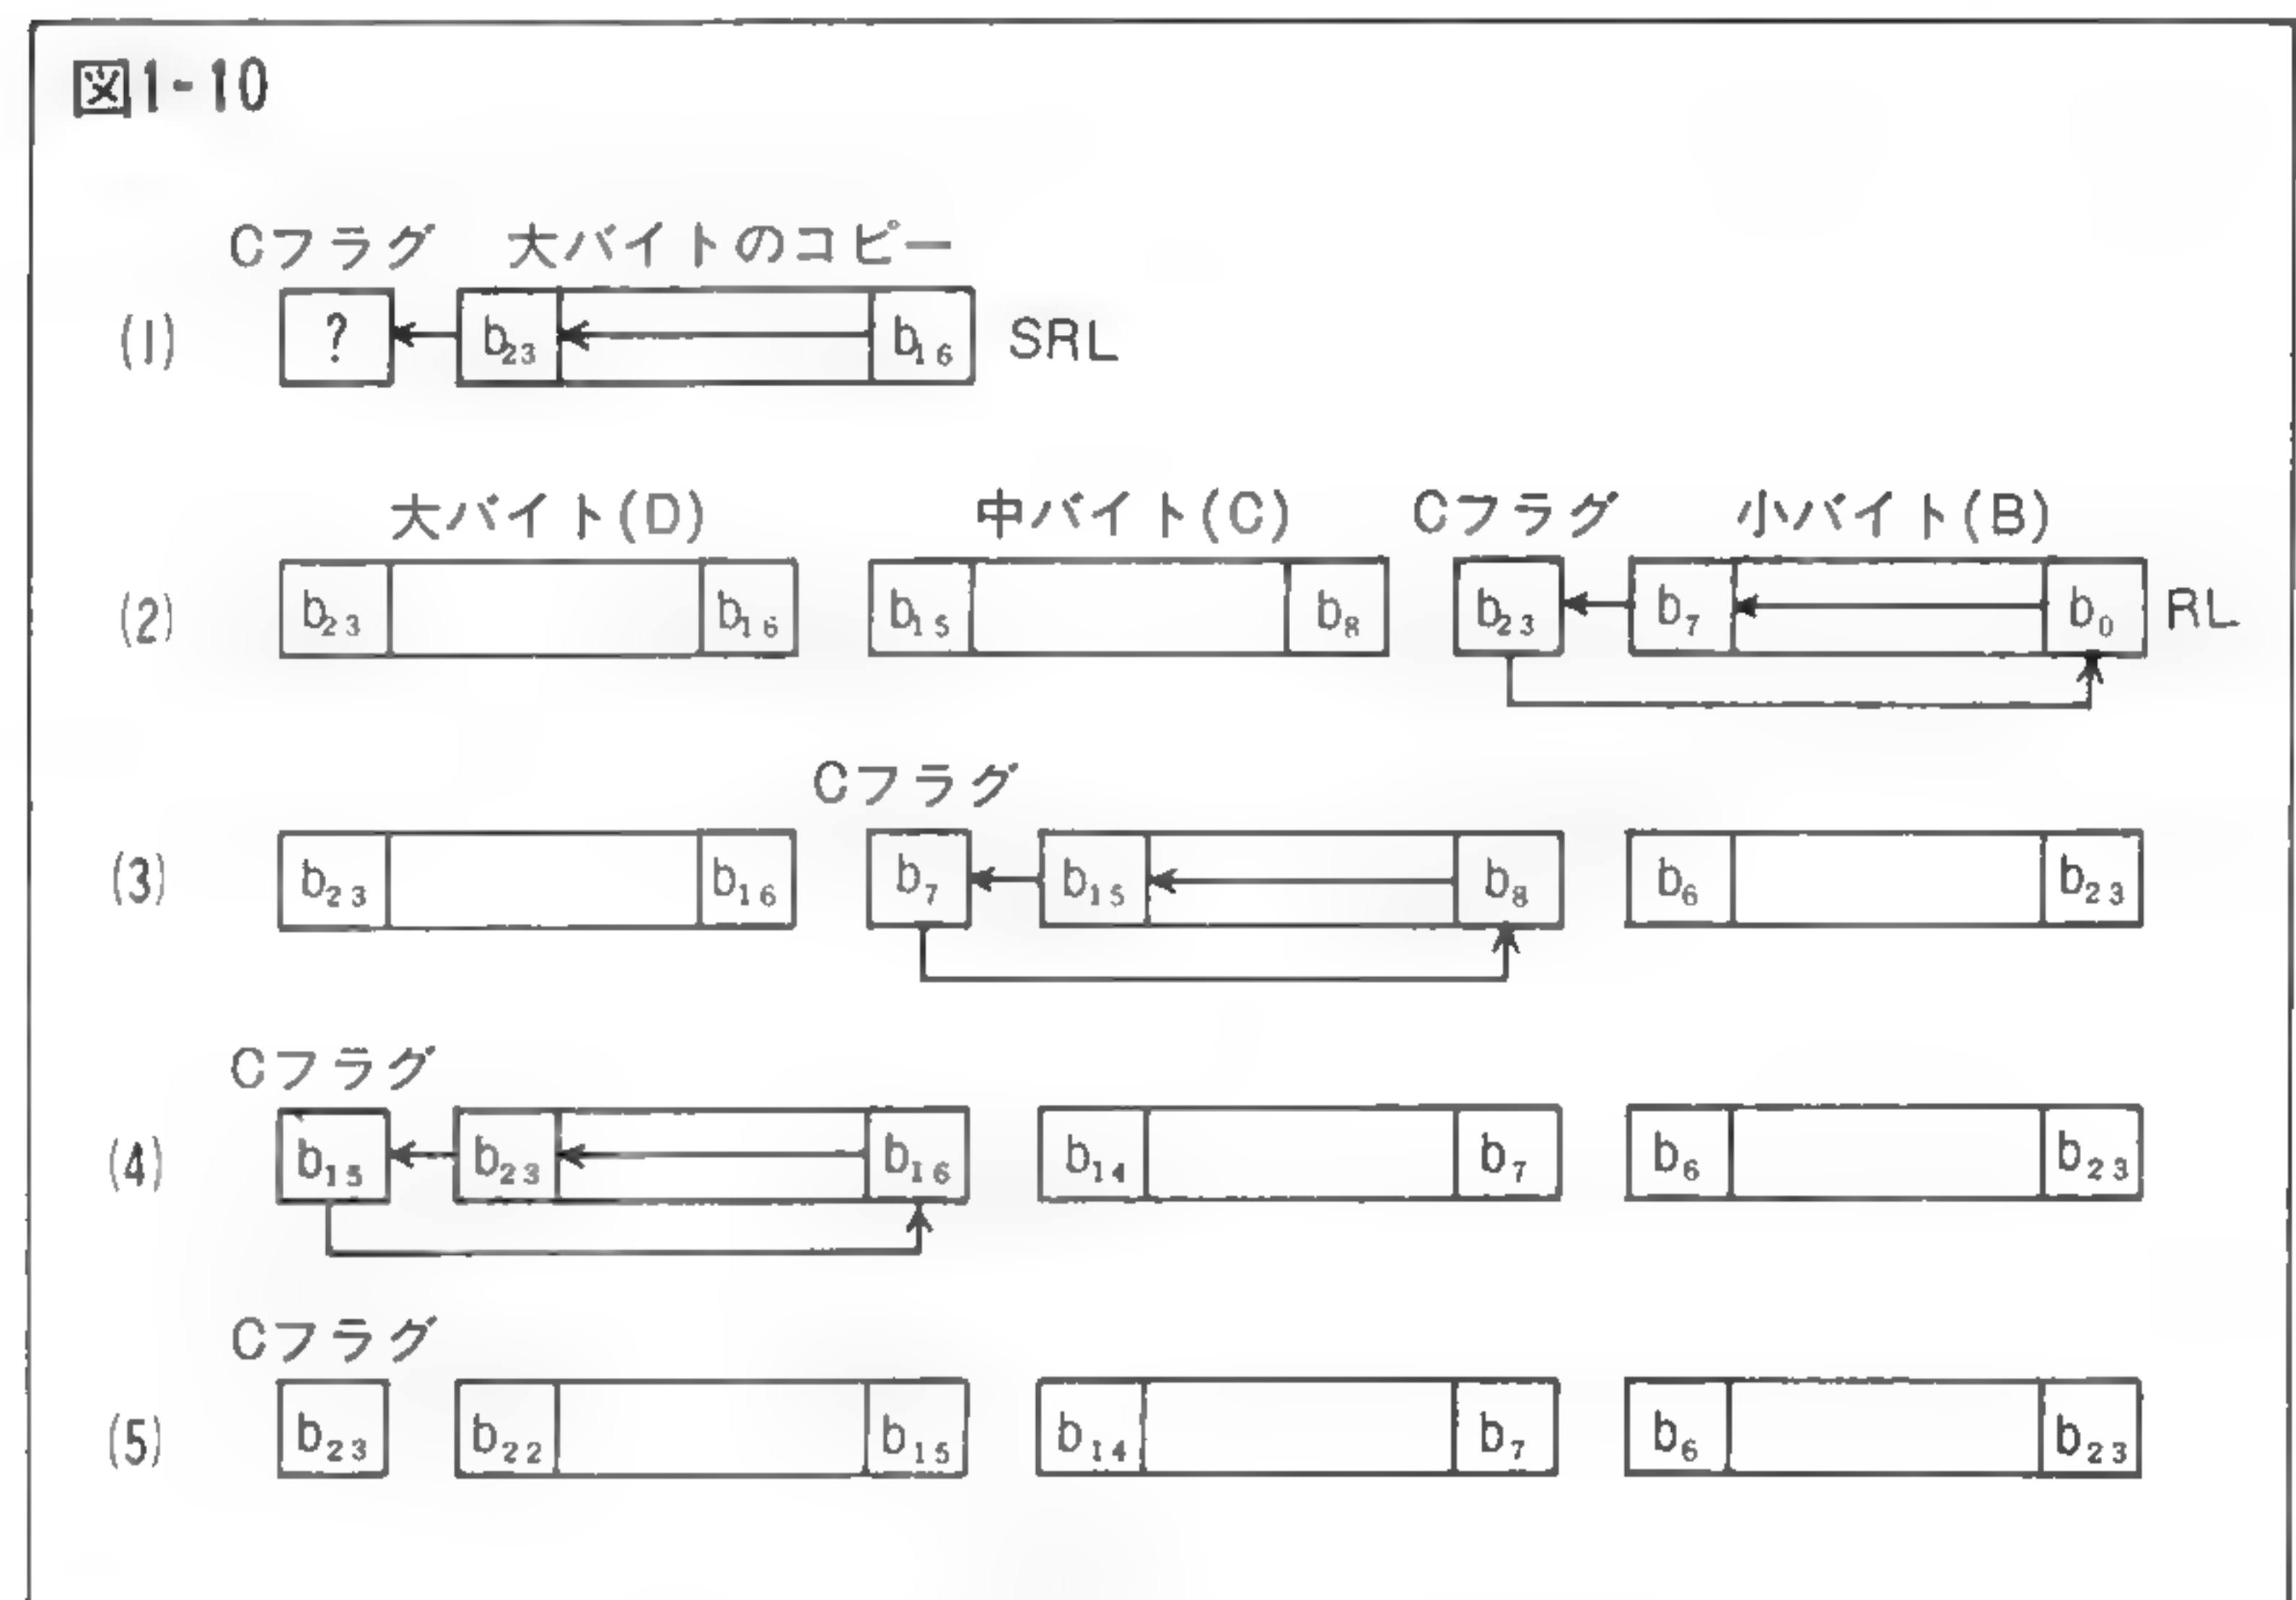 図1-10
Cフラグ 大バイトのコピー
(1) ? b23 b16 SRL
大バイト(D) 中バイト(C) Cフラグ 小バイト(B)
(2) b23 b16 b15 b8 b23 b7 b0 RL
Cフラグ
(3) b23 b16 b7 b15 b8 b6 b23
Cフラグ
(4) b15 b23 b16 b14 b7 b6 b23
Cフラグ
(5) b23 b22 b15 b14 b7 b6 b23